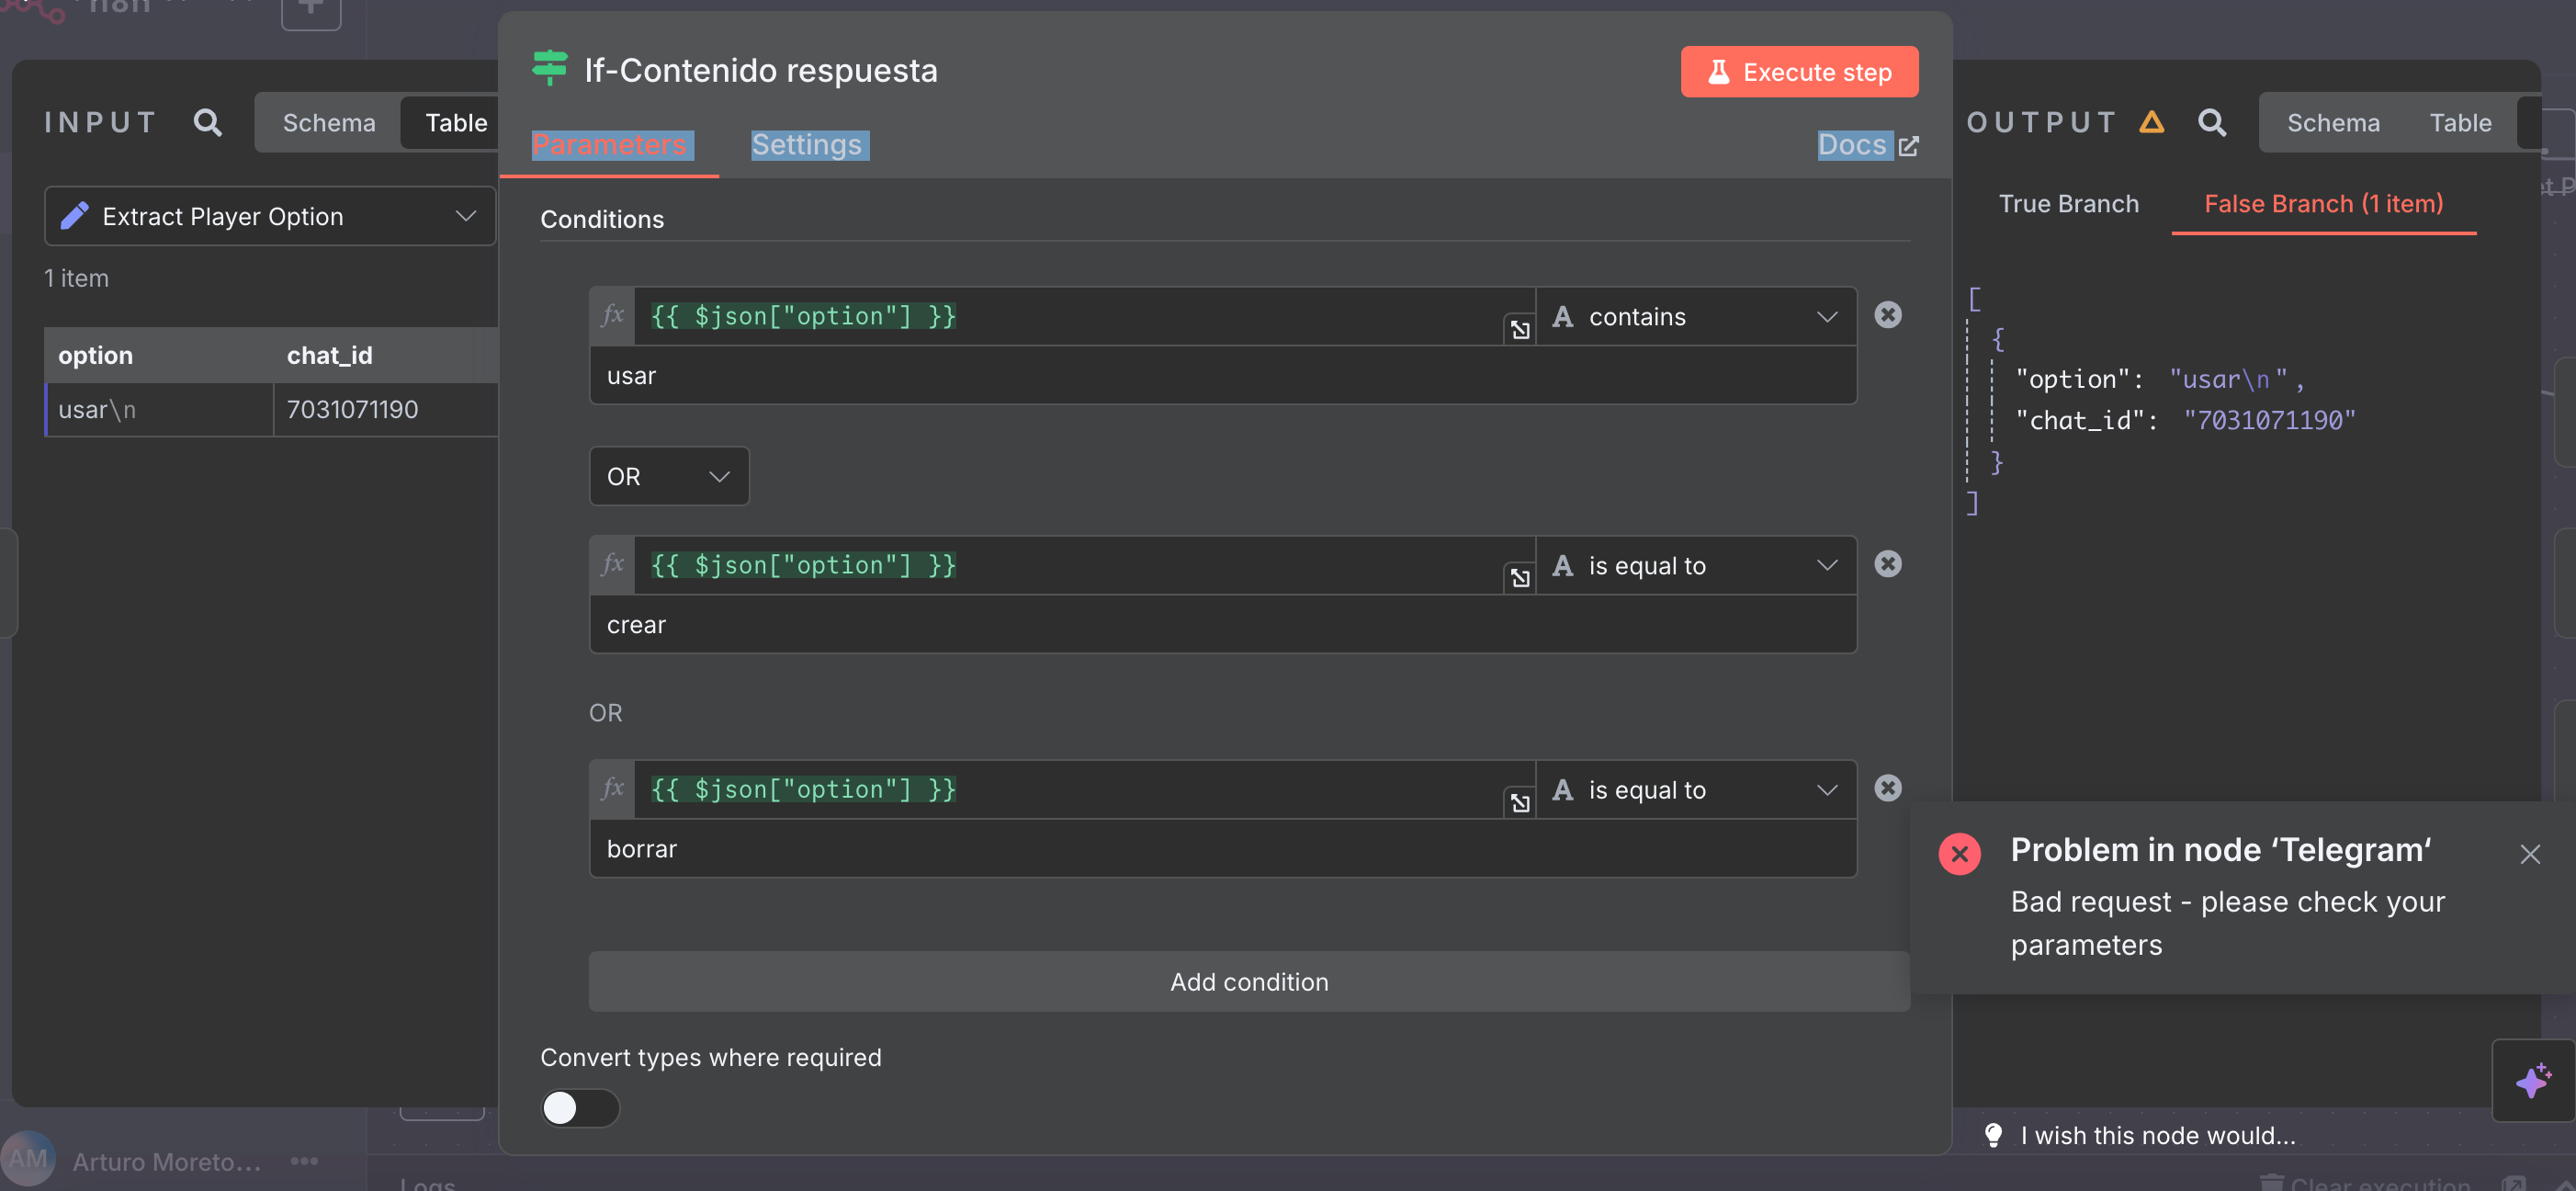 n8n
INPUT
Schema
Table
Extract Player Option
1 item
option
chat_id
usar\n
7031071190
If-Contenido respuesta
Execute step
Parameters
Settings
Docs
Conditions
fx
{{ $json["option"] }}
A contains
usar
OR
fx
{{ $json["option"] }}
A is equal to
crear
OR
fx
{{ $json["option"] }}
A is equal to
borrar
Add condition
Convert types where required
OUTPUT
Schema
Table
True Branch
False Branch (1 item)
[
{
"option": "usar\n",
"chat_id": "7031071190"
}
]
Problem in node ‘Telegram‘
Bad request - please check your
parameters
I wish this node would...
AM
Arturo Moreto...
Logs
Clear execution